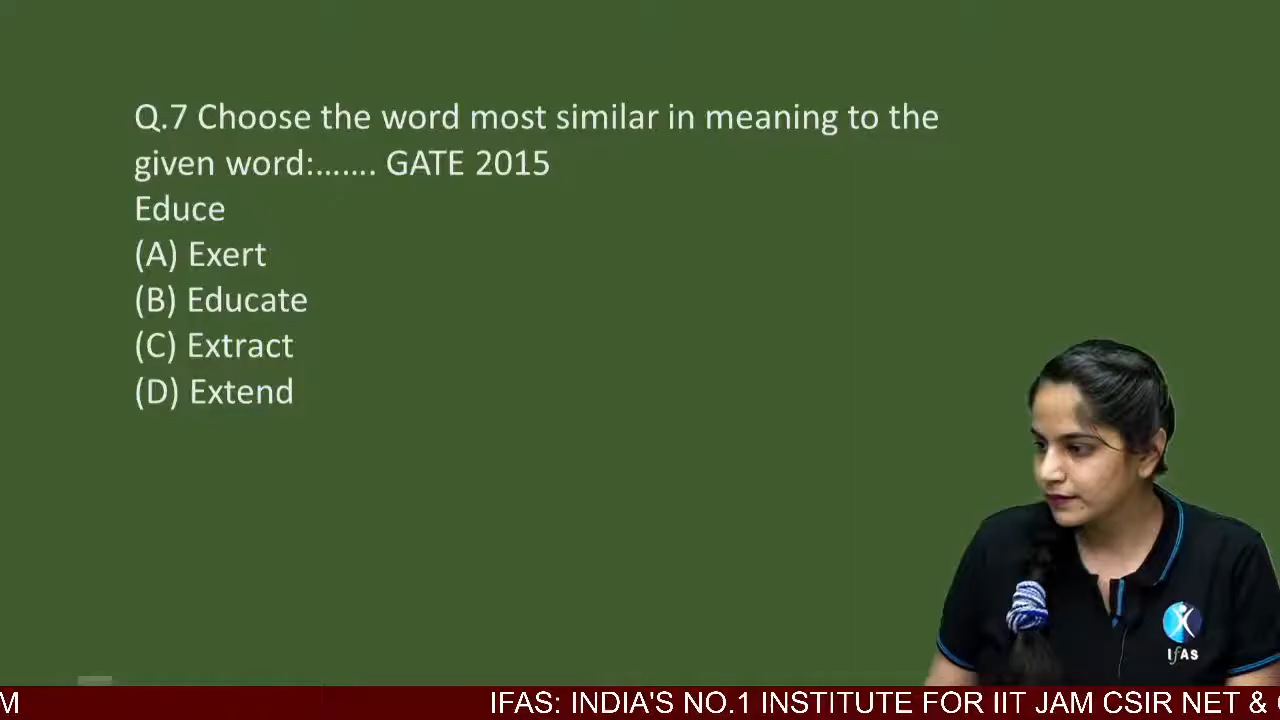 Q.7 Choose the word most similar in meaning to the
given word:....... GATE 2015
Educe
(A) Exert
(B) Educate
(C) Extract
(D) Extend
IfAS
M IFAS: INDIA'S NO.1 INSTITUTE FOR IIT JAM CSIR NET &